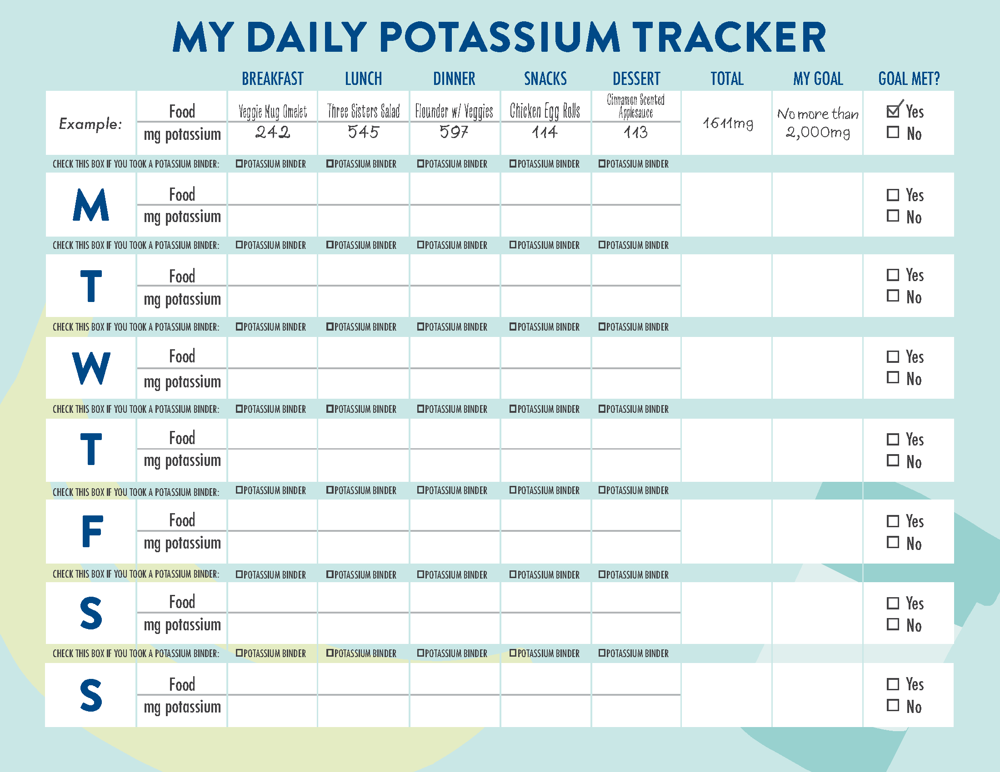 MY DAILY POTASSIUM TRACKER
BREAKFAST LUNCH DINNER SNACKS DESSERT TOTAL MY GOAL GOAL MET?
Example:
Food Veggie Mug Omelet Three Sisters Salad Flounder w/ Veggies Chicken Egg Rolls Cinnamon Scented
Applesauce
mg potassium 242 545 597 114 113
1611mg
No more than
2,000mg
Yes
No
CHECK THIS BOX IF YOU TOOK A POTASSIUM BINDER: POTASSIUM BINDER POTASSIUM BINDER POTASSIUM BINDER POTASSIUM BINDER POTASSIUM BINDER
M
Food
mg potassium
Yes
No
CHECK THIS BOX IF YOU TOOK A POTASSIUM BINDER: POTASSIUM BINDER POTASSIUM BINDER POTASSIUM BINDER POTASSIUM BINDER POTASSIUM BINDER
T
Food
mg potassium
Yes
No
CHECK THIS BOX IF YOU TOOK A POTASSIUM BINDER: POTASSIUM BINDER POTASSIUM BINDER POTASSIUM BINDER POTASSIUM BINDER POTASSIUM BINDER
W
Food
mg potassium
Yes
No
CHECK THIS BOX IF YOU TOOK A POTASSIUM BINDER: POTASSIUM BINDER POTASSIUM BINDER POTASSIUM BINDER POTASSIUM BINDER POTASSIUM BINDER
T
Food
mg potassium
Yes
No
CHECK THIS BOX IF YOU TOOK A POTASSIUM BINDER: POTASSIUM BINDER POTASSIUM BINDER POTASSIUM BINDER POTASSIUM BINDER POTASSIUM BINDER
F
Food
mg potassium
Yes
No
CHECK THIS BOX IF YOU TOOK A POTASSIUM BINDER: POTASSIUM BINDER POTASSIUM BINDER POTASSIUM BINDER POTASSIUM BINDER POTASSIUM BINDER
S
Food
mg potassium
Yes
No
CHECK THIS BOX IF YOU TOOK A POTASSIUM BINDER: POTASSIUM BINDER POTASSIUM BINDER POTASSIUM BINDER POTASSIUM BINDER POTASSIUM BINDER
S
Food
mg potassium
Yes
No